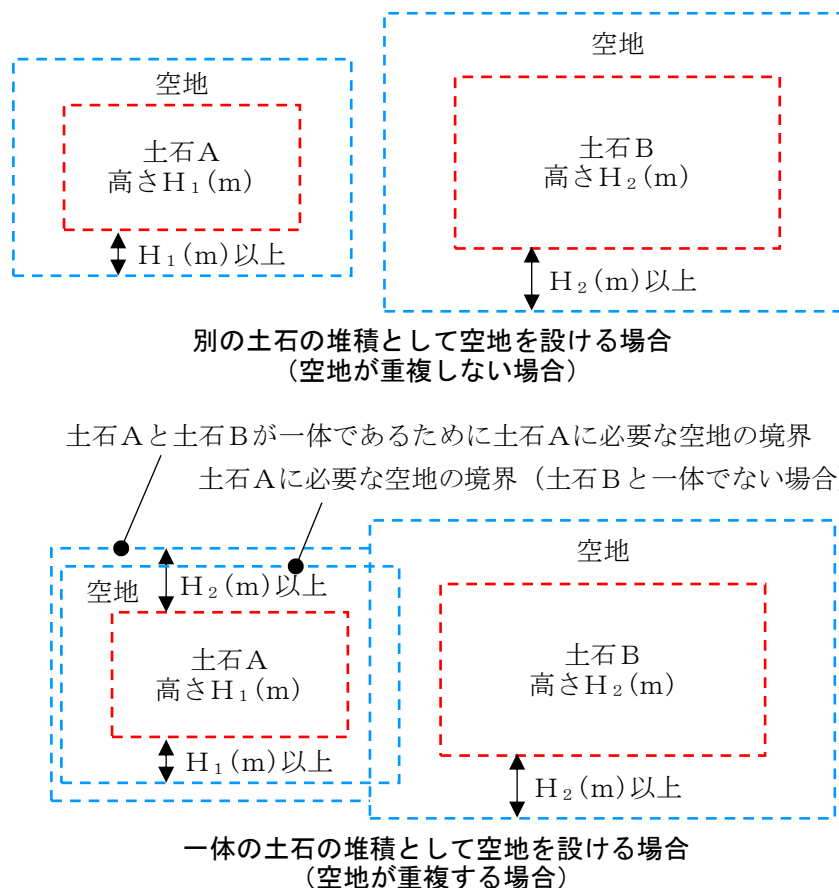 空地
土石A
高さH₁(m)
H₁(m)以上
空地
土石B
高さH₂(m)
H₂(m)以上
別の土石の堆積として空地を設ける場合
（空地が重複しない場合）
土石Aと土石Bが一体であるために土石Aに必要な空地の境界
土石Aに必要な空地の境界（土石Bと一体でない場合
空地
H₂(m)以上
土石A
高さH₁(m)
H₁(m)以上
空地
土石B
高さH₂(m)
H₂(m)以上
一体の土石の堆積として空地を設ける場合
（空地が重複する場合）